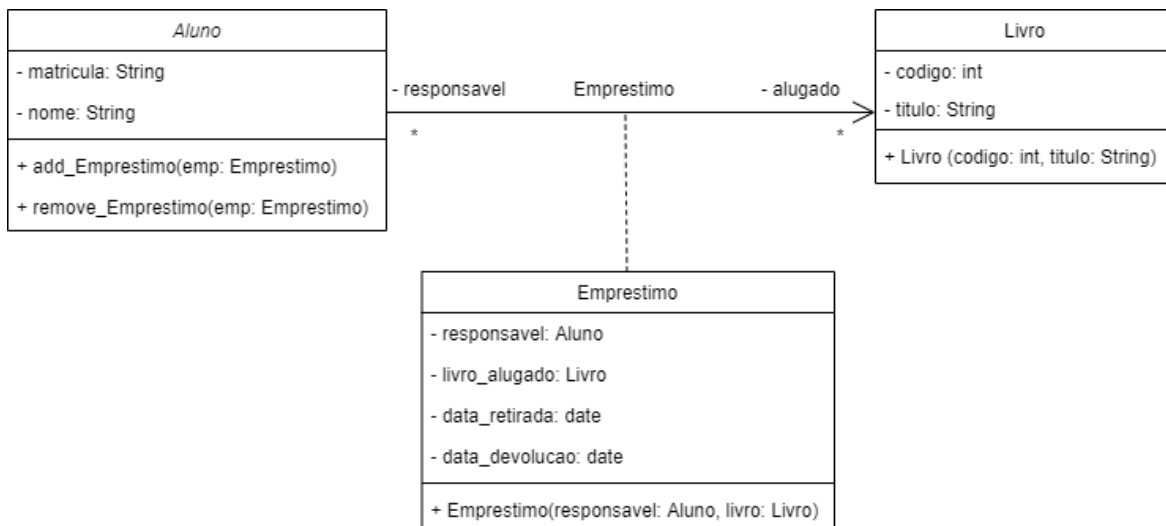 Aluno
- matricula: String
- nome: String
+ add_Emprestimo(emp: Emprestimo)
+ remove_Emprestimo(emp: Emprestimo)
- responsavel
Emprestimo
- alugado
*
*
Livro
- codigo: int
- titulo: String
+ Livro (codigo: int, titulo: String)
Emprestimo
- responsavel: Aluno
- livro_alugado: Livro
- data_retirada: date
- data_devolucao: date
+ Emprestimo(responsavel: Aluno, livro: Livro)